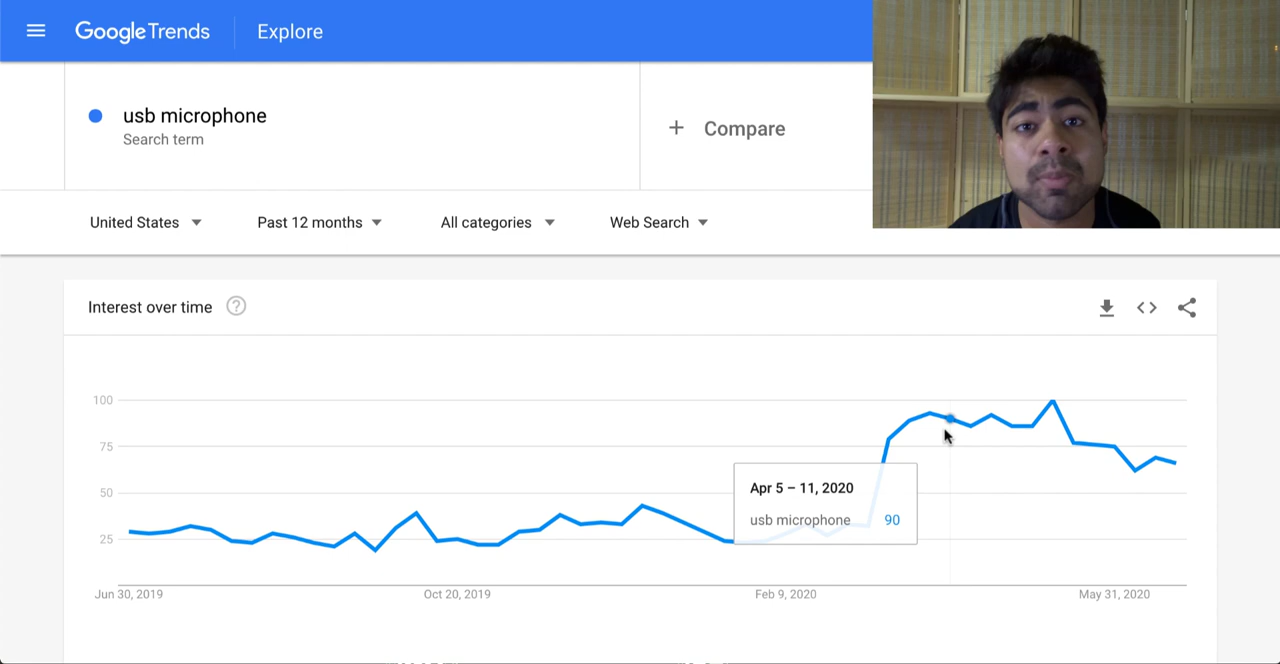 Google Trends Explore
usb microphone
Search term
Compare
United States Past 12 months All categories Web Search
Interest over time ?
100
75
50
25
Apr 5 – 11, 2020
usb microphone 90
Jun 30, 2019 Oct 20, 2019 Feb 9, 2020 May 31, 2020